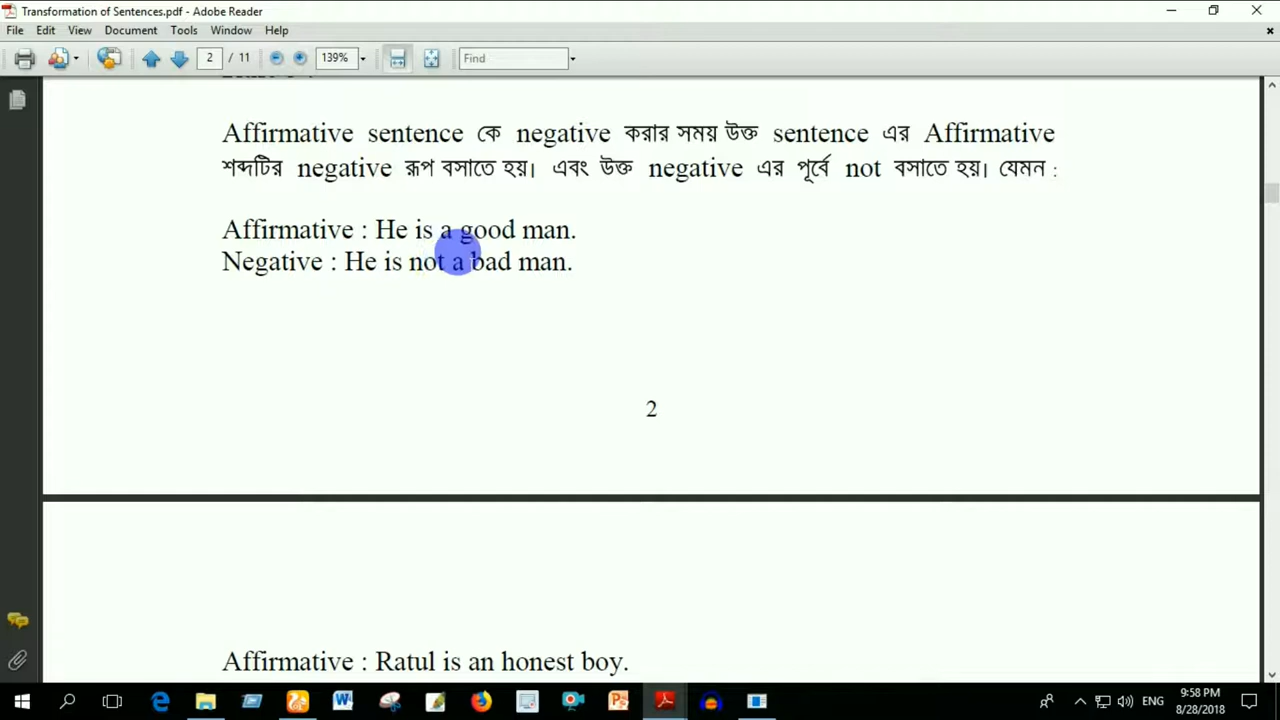 Transformation of Sentences.pdf - Adobe Reader
File Edit View Document Tools Window Help
2 / 11 139% Find
Affirmative sentence কে negative করার সময় উক্ত sentence এর Affirmative
শব্দটির negative রূপ বসাতে হয়। এবং উক্ত negative এর পূর্বে not বসাতে হয়। যেমন :
Affirmative : He is a good man.
Negative : He is not a bad man.
2
Affirmative : Ratul is an honest boy.
ENG
9:58 PM
8/28/2018